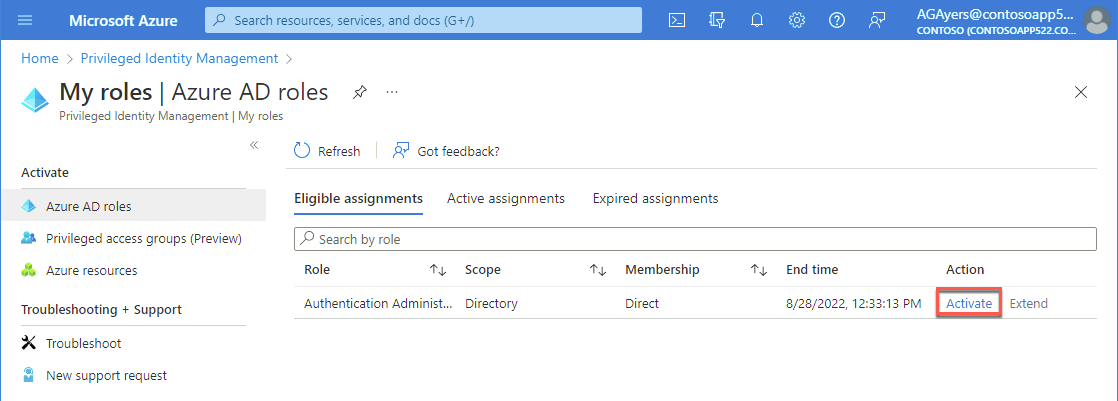 Microsoft Azure
Search resources, services, and docs (G+/)
AGAyers@contosoapp5...
CONTOSO (CONTOSOAPP522.CO...
Home > Privileged Identity Management >
My roles | Azure AD roles
Privileged Identity Management | My roles
Refresh
Got feedback?
Activate
Azure AD roles
Privileged access groups (Preview)
Azure resources
Troubleshooting + Support
Troubleshoot
New support request
Eligible assignments Active assignments Expired assignments
Search by role
Role Scope Membership End time Action
Authentication Administ... Directory Direct 8/28/2022, 12:33:13 PM Activate Extend